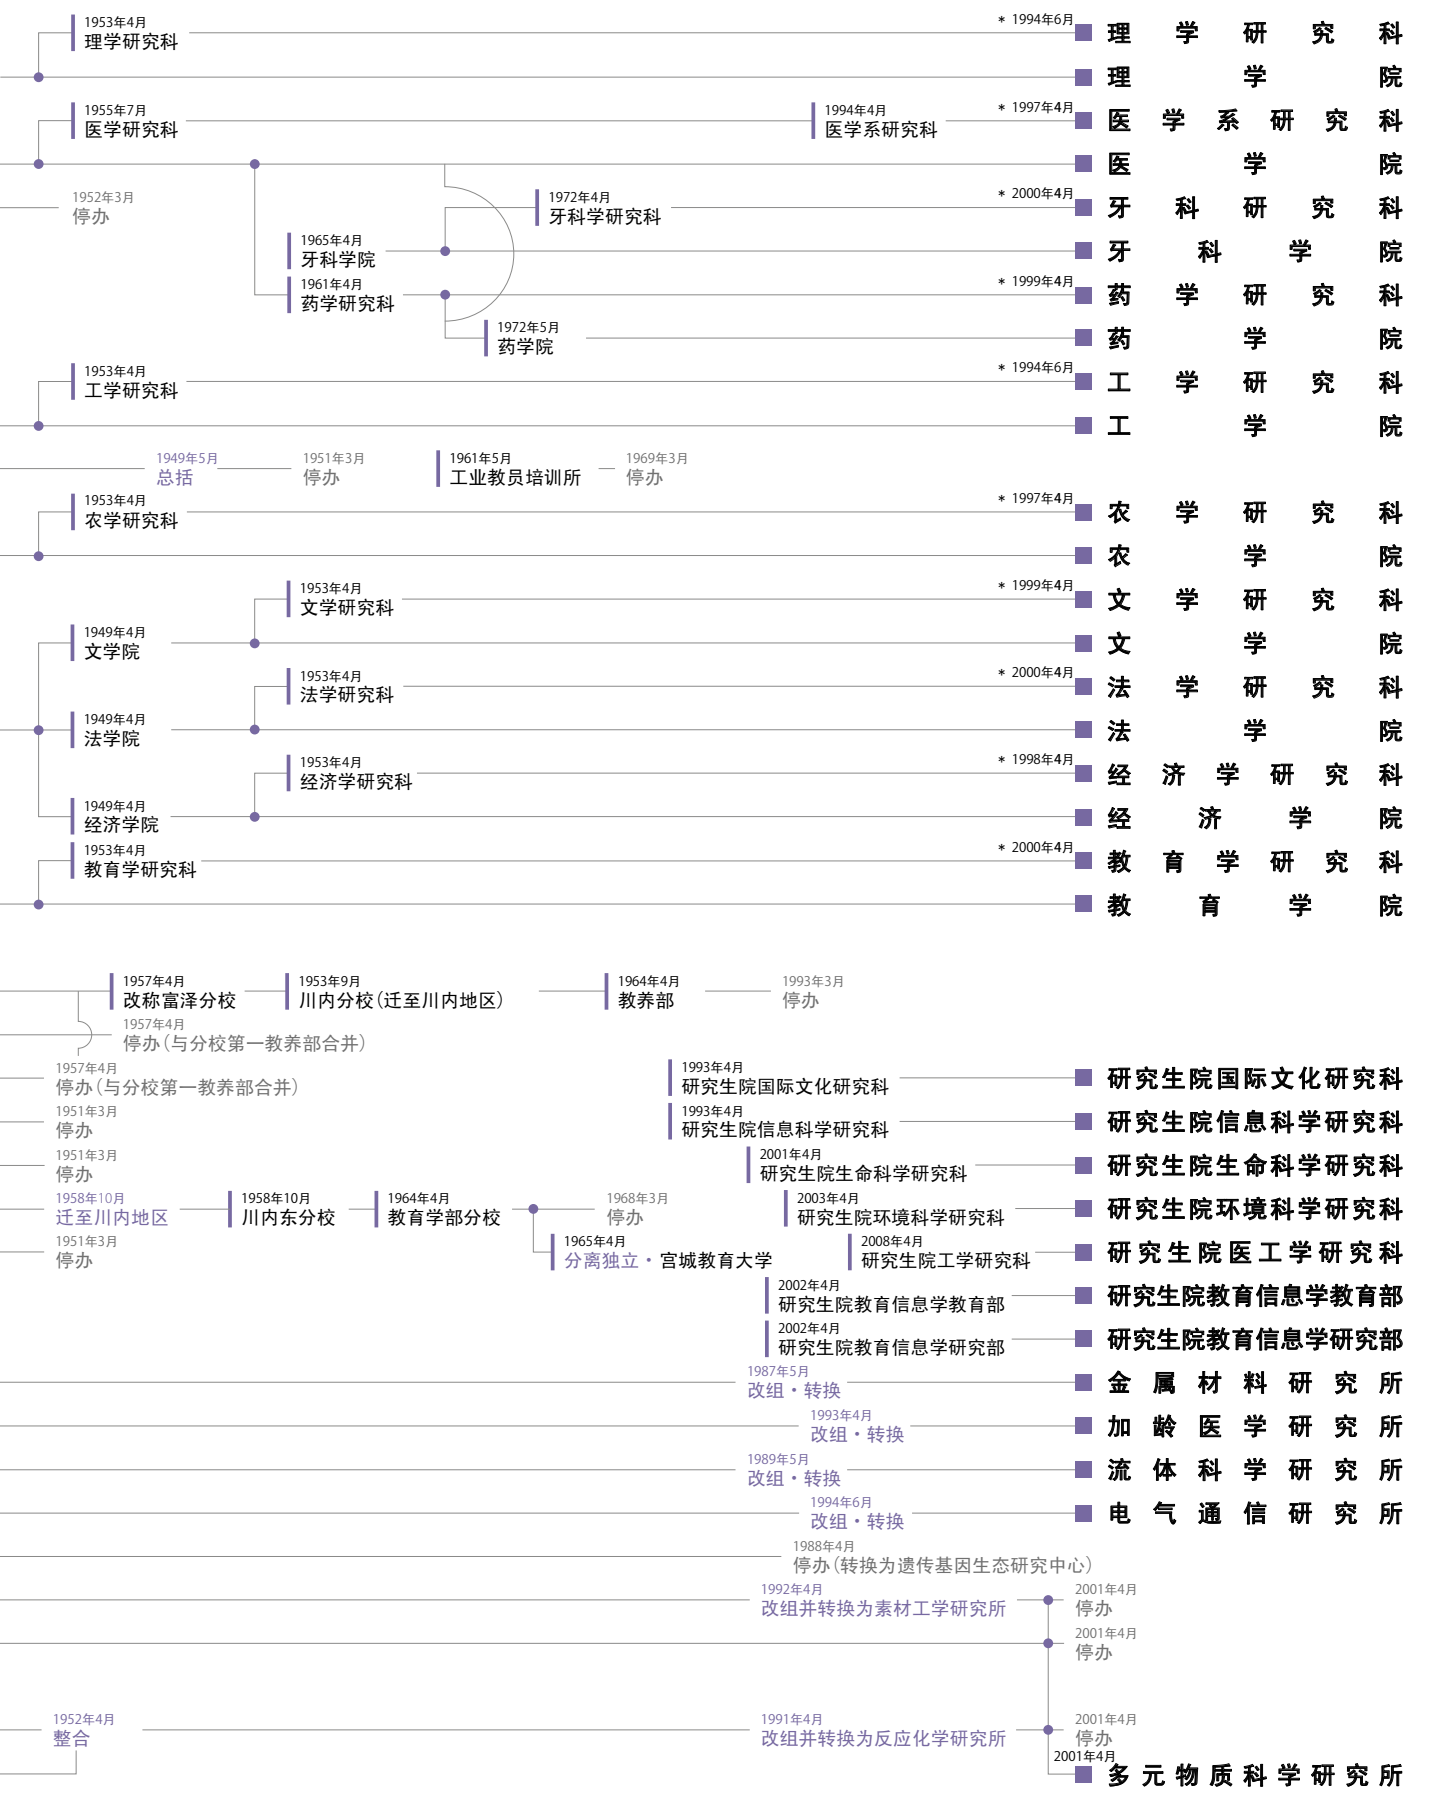 1953年4月
理学研究科
* 1994年6月
理学研究科
理学院
1955年7月
医学研究科
1994年4月
医学系研究科
* 1997年4月
医学系研究科
医学院
1952年3月
停办
1972年4月
牙科学研究科
* 2000年4月
牙科研究科
1965年4月
牙科学院
牙科学院
1961年4月
药学研究科
* 1999年4月
药学研究科
1972年5月
药学院
药学院
1953年4月
工学研究科
* 1994年6月
工学研究科
工学院
1949年5月
总括
1951年3月
停办
1961年5月
工业教员培训所
1969年3月
停办
1953年4月
农学研究科
* 1997年4月
农学研究科
农学院
1953年4月
文学研究科
* 1999年4月
文学研究科
1949年4月
文学院
文学院
1953年4月
法学研究科
* 2000年4月
法学研究科
1949年4月
法学院
法学院
1953年4月
经济学研究科
* 1998年4月
经济学研究科
1949年4月
经济学院
经济学院
1953年4月
教育学研究科
* 2000年4月
教育学研究科
教育学院
1957年4月
改称富泽分校
1953年9月
川内分校(迁至川内地区)
1964年4月
教养部
1993年3月
停办
1957年4月
停办(与分校第一教养部合并)
1957年4月
停办(与分校第一教养部合并)
1993年4月
研究生院国际文化研究科
研究生院国际文化研究科
1951年3月
停办
1993年4月
研究生院信息科学研究科
研究生院信息科学研究科
1951年3月
停办
2001年4月
研究生院生命科学研究科
研究生院生命科学研究科
1958年10月
迁至川内地区
1958年10月
川内东分校
1964年4月
教育学部分校
1968年3月
停办
2003年4月
研究生院环境科学研究科
研究生院环境科学研究科
1951年3月
停办
1965年4月
分离独立・宫城教育大学
2008年4月
研究生院工学研究科
研究生院医工学研究科
2002年4月
研究生院教育信息学教育部
研究生院教育信息学教育部
2002年4月
研究生院教育信息学研究部
研究生院教育信息学研究部
1987年5月
改组・转换
金属材料研究所
1993年4月
改组・转换
加龄医学研究所
1989年5月
改组・转换
流体科学研究所
1994年6月
改组・转换
电气通信研究所
1988年4月
停办(转换为遗传基因生态研究中心)
1992年4月
改组并转换为素材工学研究所
2001年4月
停办
2001年4月
停办
1952年4月
整合
1991年4月
改组并转换为反应化学研究所
2001年4月
停办
2001年4月
多元物质科学研究所